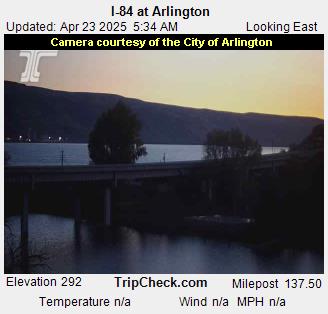 I-84 at Arlington
Updated: Apr 23 2025 5:34 AM Looking East
Camera courtesy of the City of Arlington
Elevation 292 TripCheck.com Milepost 137.50
Temperature n/a Wind n/a MPH n/a